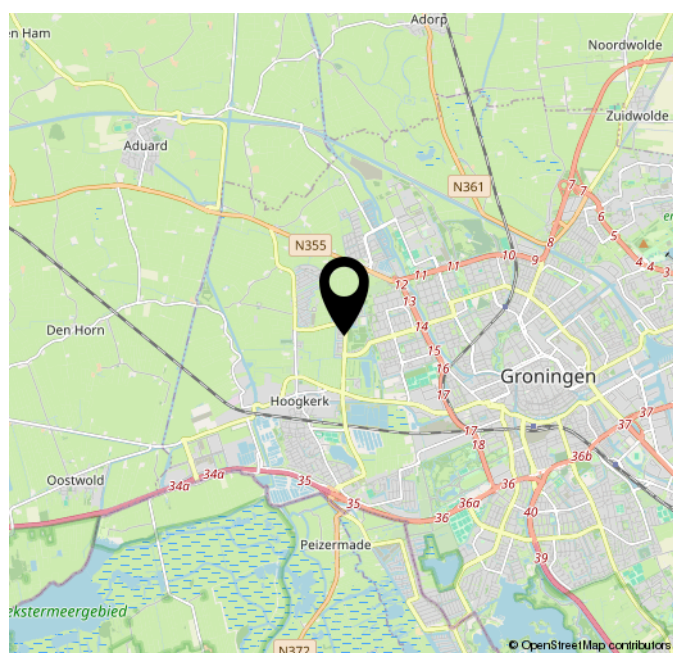 en Ham
Adorp
Noordwolde
Zuidwolde
Aduard
N361
7
7
6
5
4
4
3
8
9
N355
10
11
11
12
13
14
15
16
17
Den Horn
Groningen
Hoogkerk
37
37
17
18
36b
Oostwold
34a
34a
35
35
36
36a
36
40
39
Peizermade
ekstermeergebied
N372
© OpenStreetMap contributors